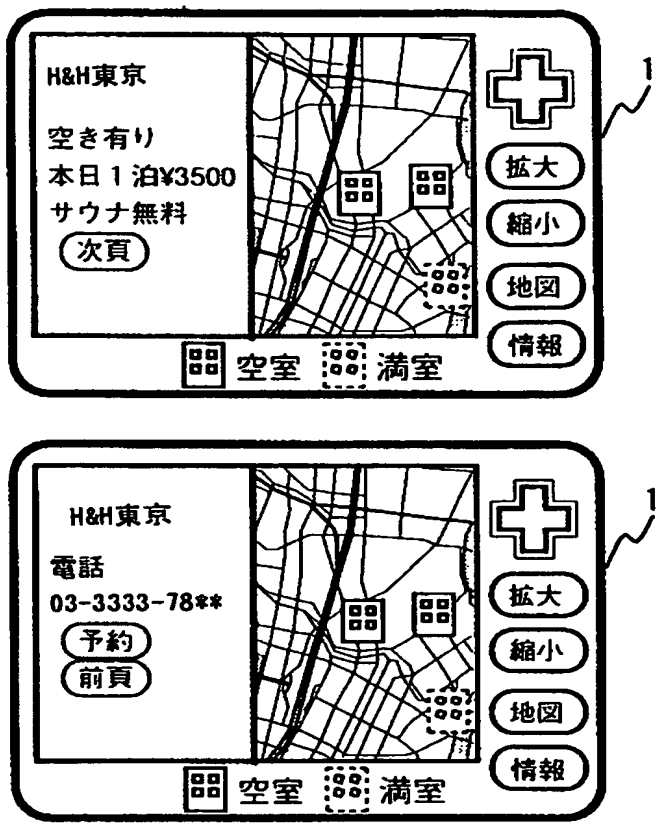 H&H東京
空き有り
本日1泊¥3500
サウナ無料
次頁
拡大
縮小
地図
情報
空室 満室
1
H&H東京
電話
03-3333-78**
予約
前頁
拡大
縮小
地図
情報
空室 満室
1